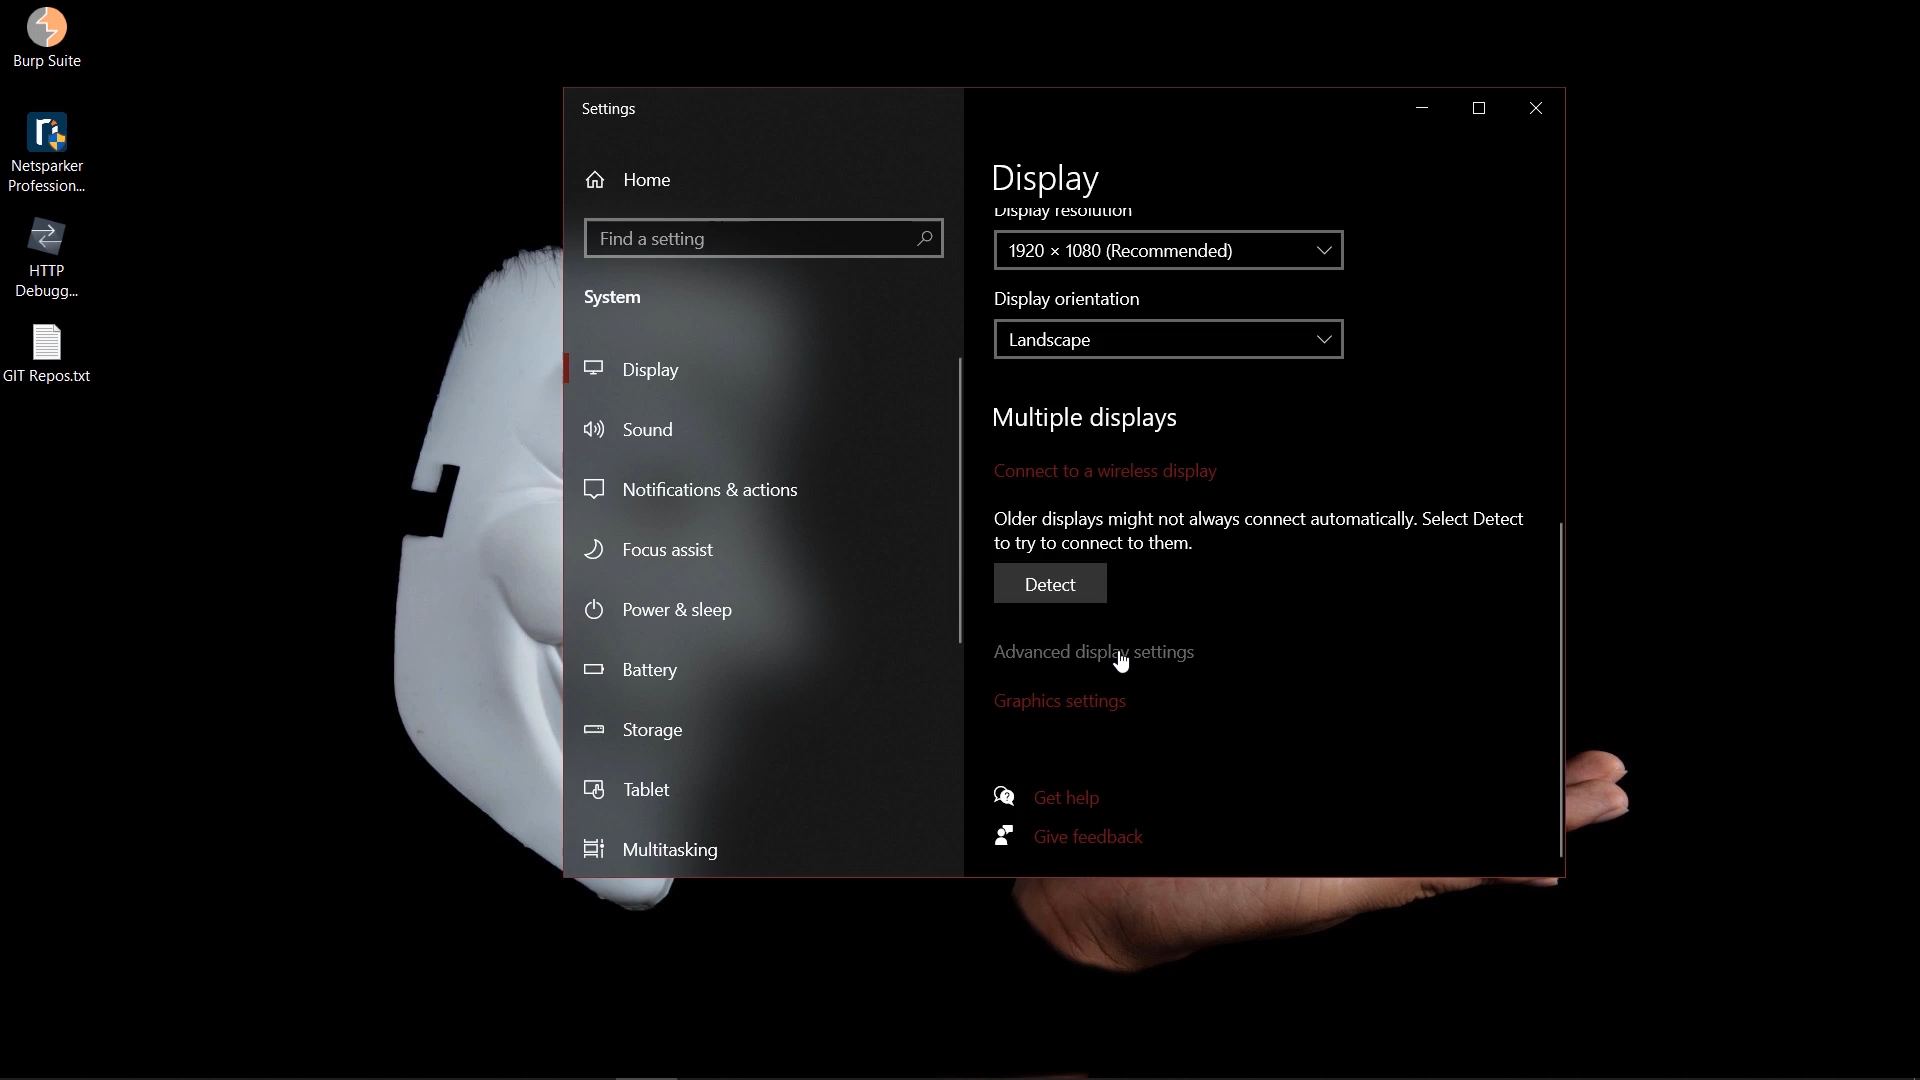 Burp Suite
Netsparker
Profession...
HTTP
Debugg...
GIT Repos.txt
Settings
Home
Find a setting
System
Display
Sound
Notifications & actions
Focus assist
Power & sleep
Battery
Storage
Tablet
Multitasking
Display
Display resolution
1920 × 1080 (Recommended)
Display orientation
Landscape
Multiple displays
Connect to a wireless display
Older displays might not always connect automatically. Select Detect
to try to connect to them.
Detect
Advanced display settings
Graphics settings
Get help
Give feedback